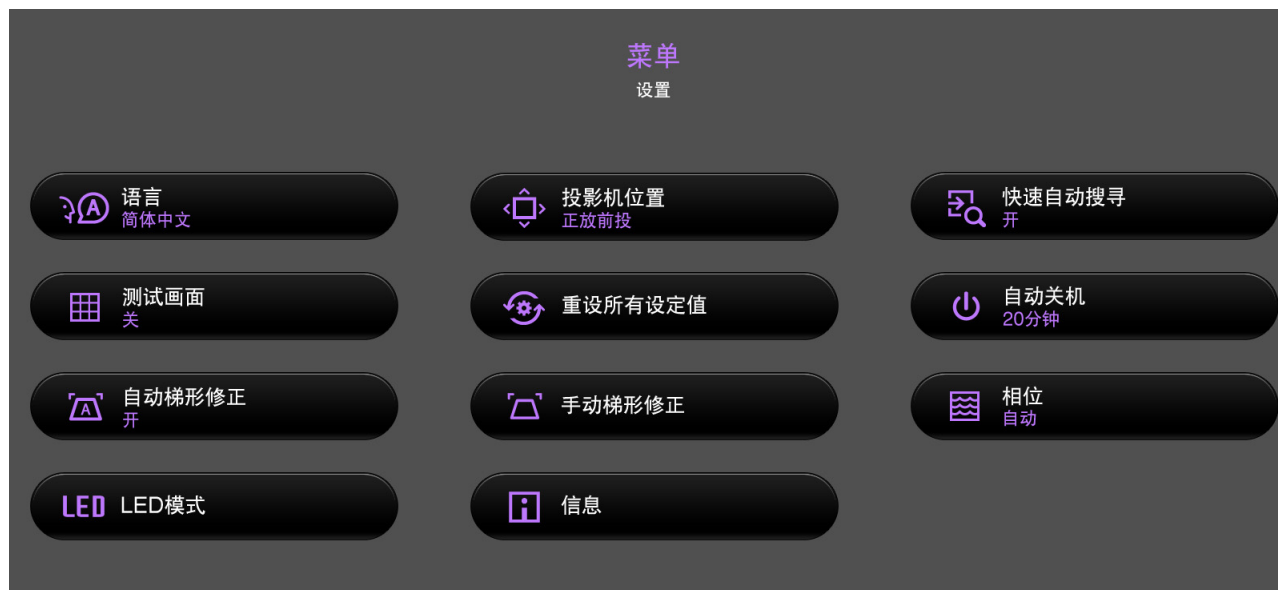 菜单
设置
语言
简体中文
投影机位置
正放前投
快速自动搜寻
开
测试画面
关
重设所有设定值
自动关机
20分钟
A
自动梯形修正
开
手动梯形修正
相位
自动
LED LED模式
信息